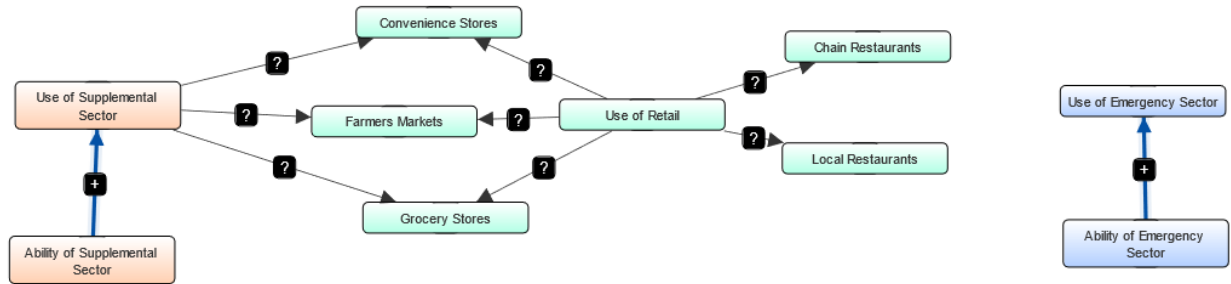 Convenience Stores
Chain Restaurants
?
?
?
Use of Supplemental
Sector
?
Farmers Markets
?
Use of Retail
Use of Emergency Sector
?
Local Restaurants
?
?
+
+
Grocery Stores
Ability of Supplemental
Sector
Ability of Emergency
Sector